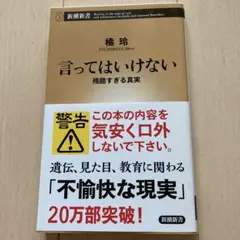 新潮新書
橘 玲
TACHIBANA Akira
言ってはいけない
残酷すぎる真実
警告
この本の内容を
気安く口外
しないで下さい。
遺伝、見た目、教育に関わる
「不愉快な現実」
20万部突破!
新潮新書